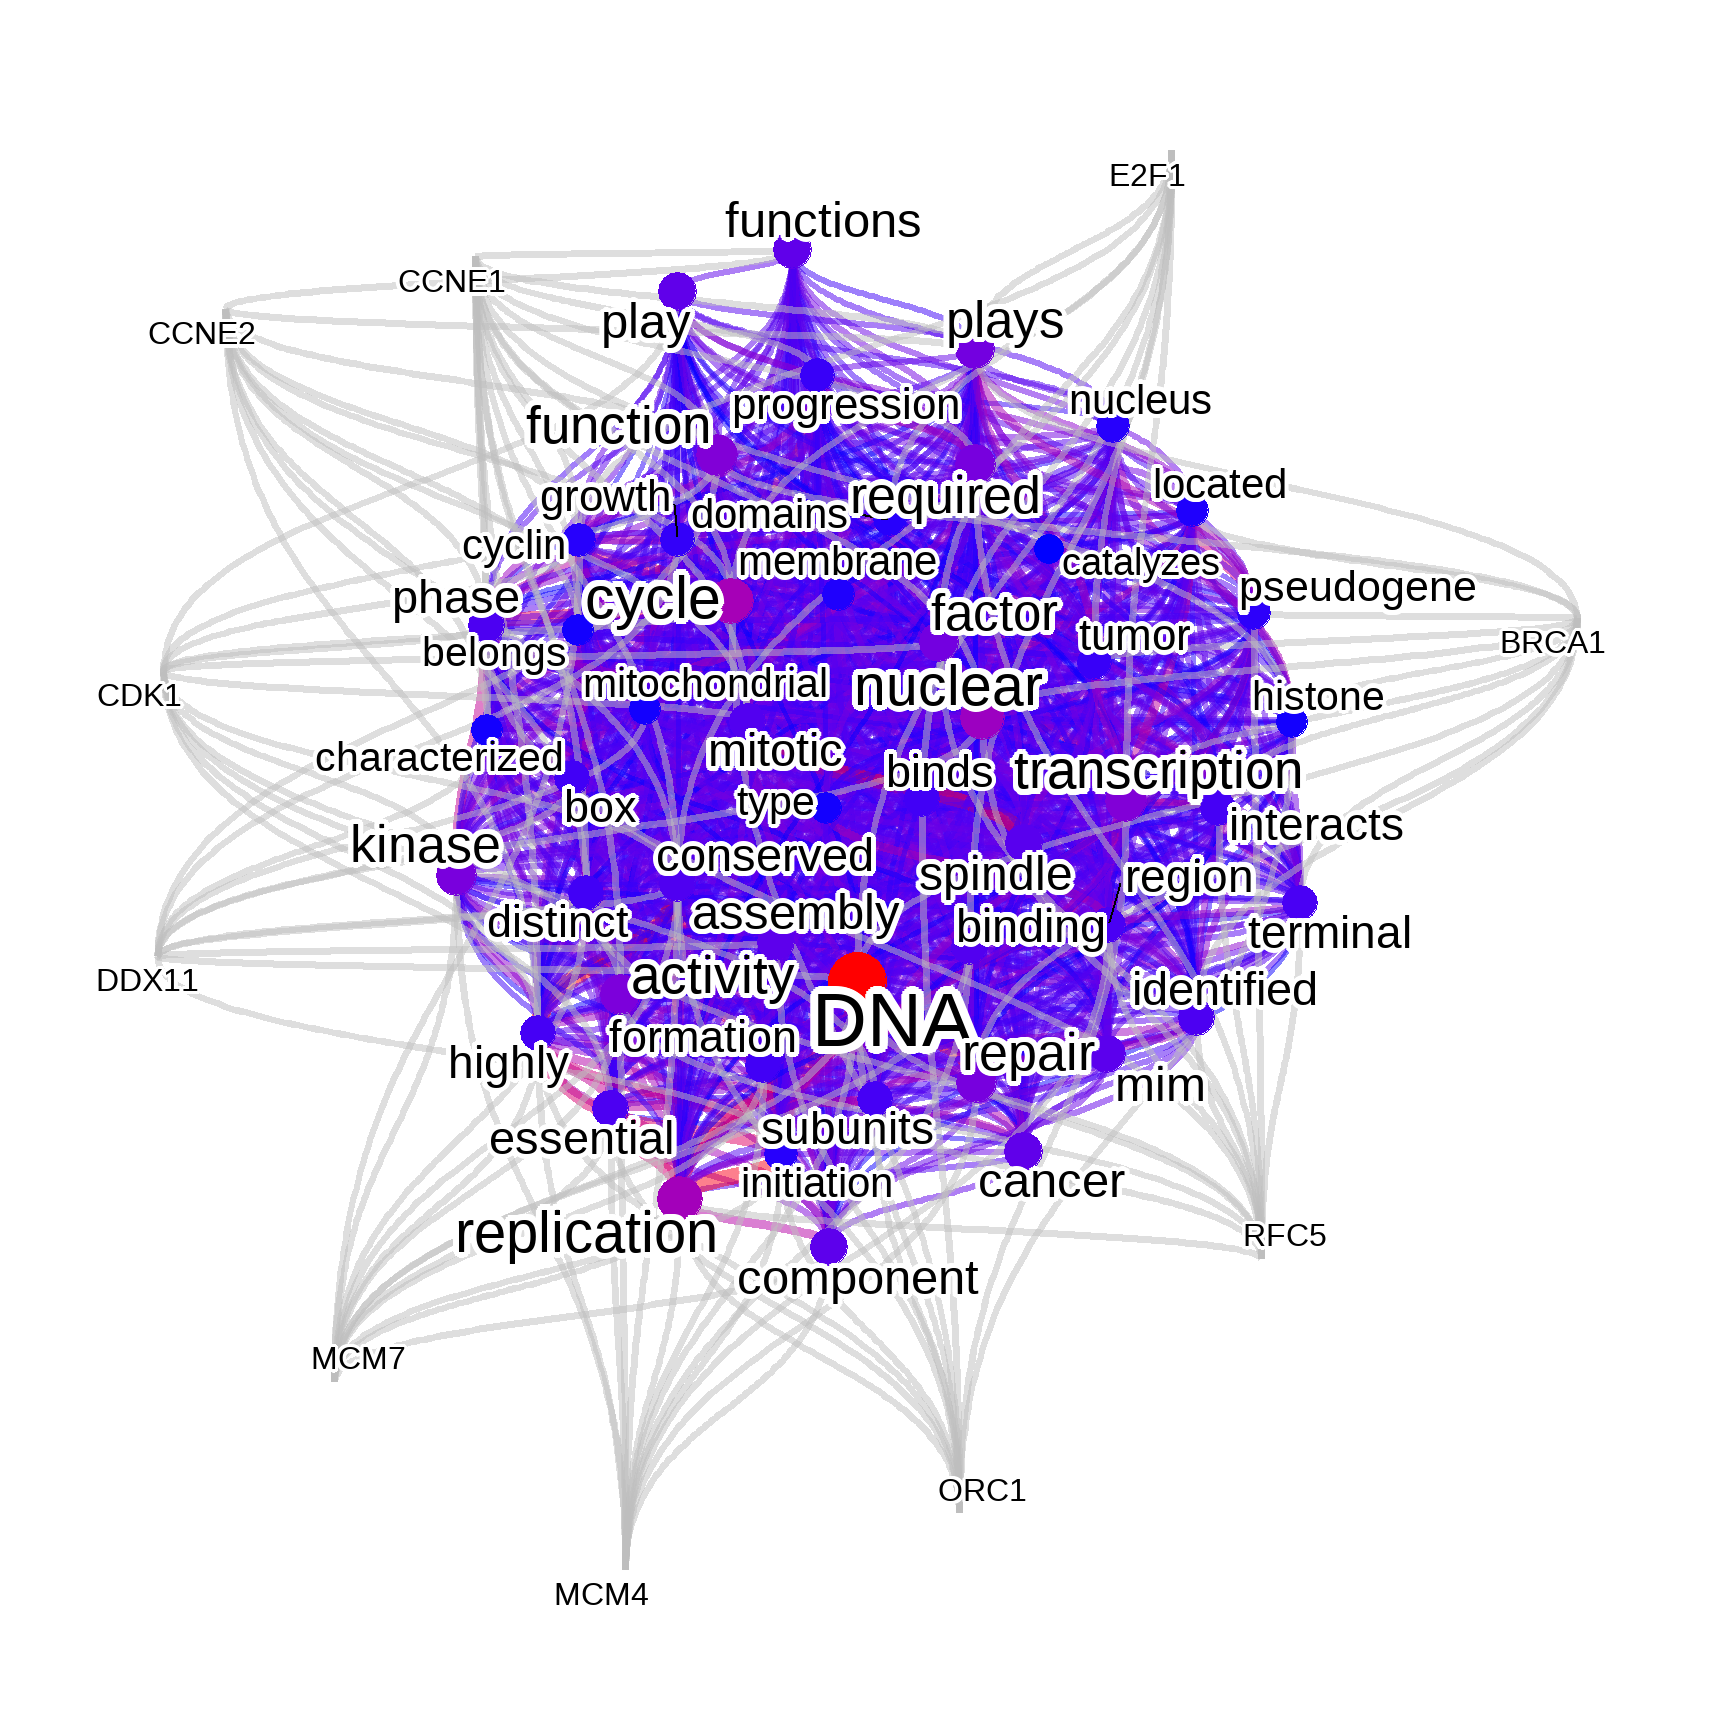 E2F1
functions
CCNE1
play
plays
CCNE2
progression
nucleus
function
growth
domains
required
located
cyclin
membrane
catalyzes
phase
cycle
factor
pseudogene
belongs
tumor
BRCA1
CDK1
mitochondrial
nuclear
histone
characterized
mitotic
binds
transcription
box
type
interacts
kinase
conserved
spindle
region
distinct
assembly
binding
terminal
DDX11
activity
DNA
identified
highly
formation
repair
mim
essential
subunits
initiation
cancer
replication
RFC5
component
MCM7
ORC1
MCM4